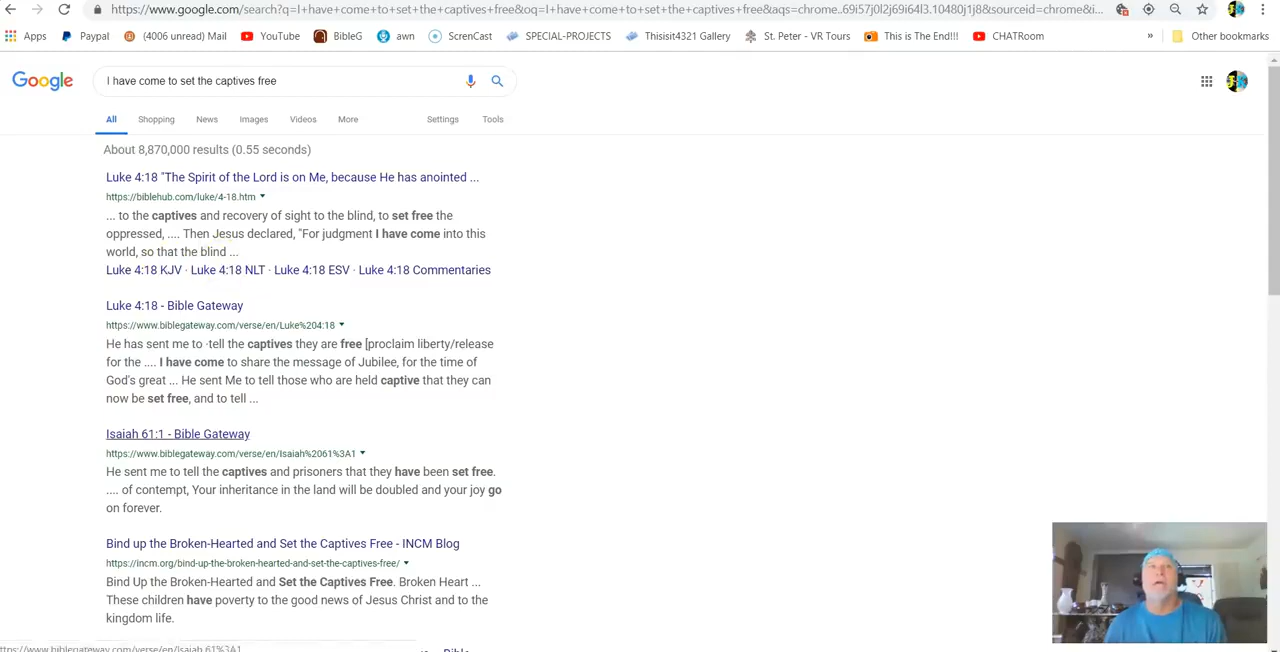 https://www.google.com/search?q=I+have+come+to+set+the+captives+free&oq=I+have+come+to+set+the+captives+free&aqs=chrome..69i57j0l2j69i64l3.10480j1j8&sourceid=chrome&i...
Apps Paypal (4006 unread) Mail YouTube BibleG awn ScrenCast SPECIAL-PROJECTS Thisisit4321 Gallery St. Peter - VR Tours This is The End!!! CHATRoom » Other bookmarks
Google I have come to set the captives free
All Shopping News Images Videos More Settings Tools
About 8,870,000 results (0.55 seconds)
Luke 4:18 "The Spirit of the Lord is on Me, because He has anointed ...
https://biblehub.com/luke/4-18.htm
... to the captives and recovery of sight to the blind, to set free the
oppressed, .... Then Jesus declared, "For judgment I have come into this
world, so that the blind ...
Luke 4:18 KJV · Luke 4:18 NLT · Luke 4:18 ESV · Luke 4:18 Commentaries
Luke 4:18 - Bible Gateway
https://www.biblegateway.com/verse/en/Luke%204:18
He has sent me to ·tell the captives they are free [proclaim liberty/release
for the .... I have come to share the message of Jubilee, for the time of
God's great ... He sent Me to tell those who are held captive that they can
now be set free, and to tell ...
Isaiah 61:1 - Bible Gateway
https://www.biblegateway.com/verse/en/Isaiah%2061%3A1
He sent me to tell the captives and prisoners that they have been set free.
.... of contempt, Your inheritance in the land will be doubled and your joy go
on forever.
Bind up the Broken-Hearted and Set the Captives Free - INCM Blog
https://incm.org/bind-up-the-broken-hearted-and-set-the-captives-free/
Bind Up the Broken-Hearted and Set the Captives Free. Broken Heart ...
These children have poverty to the good news of Jesus Christ and to the
kingdom life.
ttps://www.biblegateway.com/verse/en/Isaiah 61%3A1